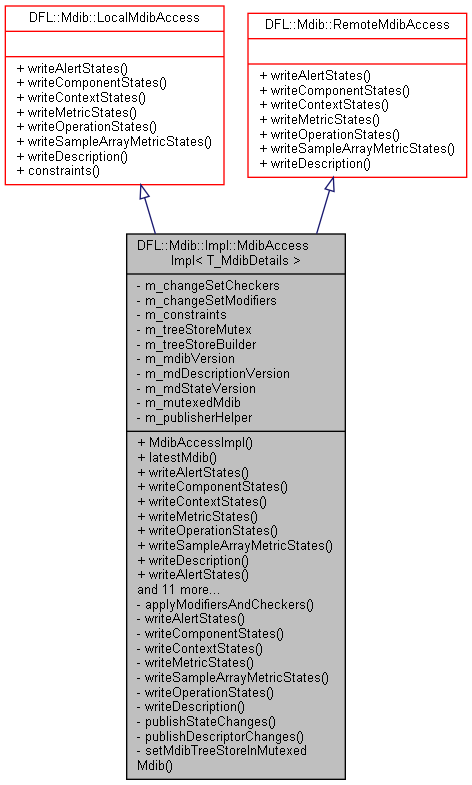 DFL::Mdib::LocalMdibAccess
+ writeAlertStates()
+ writeComponentStates()
+ writeContextStates()
+ writeMetricStates()
+ writeOperationStates()
+ writeSampleArrayMetricStates()
+ writeDescription()
+ constraints()
DFL::Mdib::RemoteMdibAccess
+ writeAlertStates()
+ writeComponentStates()
+ writeContextStates()
+ writeMetricStates()
+ writeOperationStates()
+ writeSampleArrayMetricStates()
+ writeDescription()
DFL::Mdib::Impl::MdibAccess
Impl< T_MdibDetails >
- m_changeSetCheckers
- m_changeSetModifiers
- m_constraints
- m_treeStoreMutex
- m_treeStoreBuilder
- m_mdibVersion
- m_mdDescriptionVersion
- m_mdStateVersion
- m_mutexedMdib
- m_publisherHelper
+ MdibAccessImpl()
+ latestMdib()
+ writeAlertStates()
+ writeComponentStates()
+ writeContextStates()
+ writeMetricStates()
+ writeOperationStates()
+ writeSampleArrayMetricStates()
+ writeDescription()
+ writeAlertStates()
and 11 more...
- applyModifiersAndCheckers()
- writeAlertStates()
- writeComponentStates()
- writeContextStates()
- writeMetricStates()
- writeSampleArrayMetricStates()
- writeOperationStates()
- writeDescription()
- publishStateChanges()
- publishDescriptorChanges()
- setMdibTreeStoreInMutexed
Mdib()